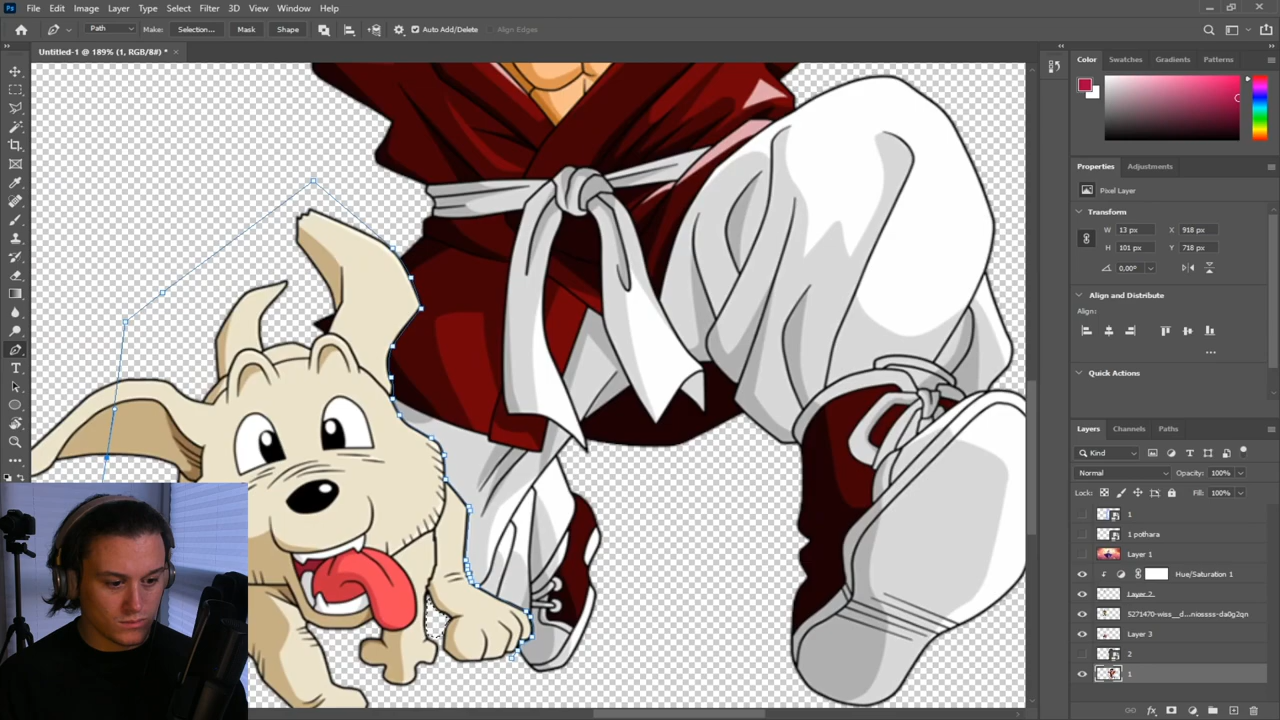 File Edit Image Layer Type Select Filter 3D View Window Help
Path Make: Selection... Mask Shape Auto Add/Delete Align Edges
Untitled-1 @ 189% (1, RGB/8#) * ×
Color Swatches Gradients Patterns
Properties Adjustments
Pixel Layer
Transform
W 13 px X 918 px
H 101 px Y 718 px
0,00°
Align and Distribute
Align:
Quick Actions
Layers Channels Paths
Kind
Normal Opacity: 100%
Lock: Fill: 100%
1
1 pothara
Layer 1
Hue/Saturation 1
Layer 2
5271470-wiss__d...niossss-da0g2qn
Layer 3
2
1